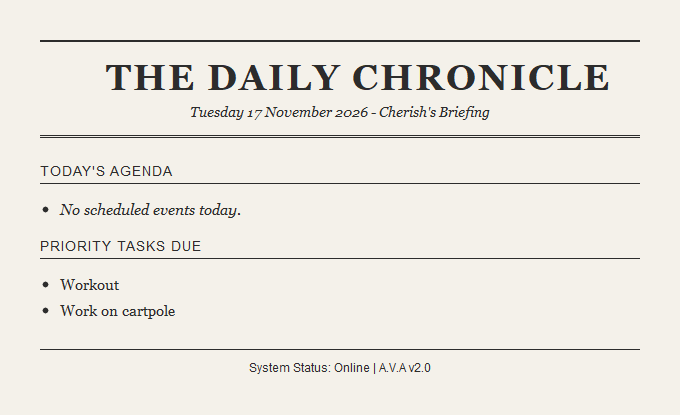 THE DAILY CHRONICLE
Tuesday 17 November 2026 - Cherish's Briefing
TODAY'S AGENDA
No scheduled events today.
PRIORITY TASKS DUE
Workout
Work on cartpole
System Status: Online | A.V.A v2.0